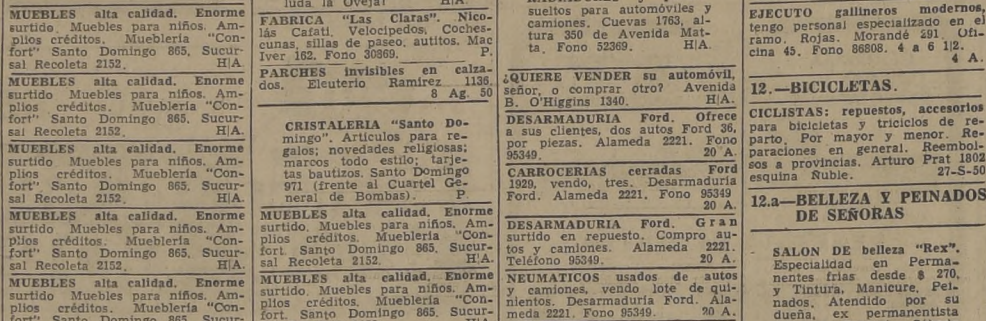 MUEBLES alta calidad. Enorme
surtido. Muebles para niños. Am-
plios créditos. Mueblería "Con-
fort" Santo Domingo 865. Sucur-
sal Recoleta 2152. H|A.
MUEBLES alta calidad. Enorme
surtido Muebles para niños. Am-
plios créditos. Mueblería "Con-
fort" Santo Domingo 865. Sucur-
sal Recoleta 2152. H|A.
MUEBLES alta calidad. Enorme
surtido Muebles para niños. Am-
plios créditos. Mueblería "Con-
fort". Santo Domingo 865. Sucur-
sal Recoleta 2152. H|A.
MUEBLES alta calidad. Enorme
surtido Muebles para niños. Am-
plios créditos. Mueblería "Con-
fort" Santo Domingo 865. Sucur-
sal Recoleta 2152. H|A.
MUEBLES alta calidad. Enorme
surtido Muebles para niños. Am-
plios créditos. Mueblería "Con-
fort" Santo Domingo 865. Sucur-
luda la Oveja? H|A.
FABRICA "Las Claras". Nico-
lás Cafati. Velocípedos, Coches-
cunas, sillas de paseo, autitos. Mac
Iver 162. Fono 30869. P.
PARCHES invisibles en calza-
dos. Eleuterio Ramírez 1136.
8 Ag. 50
CRISTALERIA "Santo Do-
mingo". Artículos para re-
galos; novedades religiosas;
marcos todo estilo; tarje-
tas bautizos. Santo Domingo
971 (frente al Cuartel Ge-
neral de Bombas). P.
MUEBLES alta calidad. Enorme
surtido. Muebles para niños. Am-
plios créditos. Mueblería "Con-
fort. Santo Domingo 865. Sucur-
sal Recoleta 2152. H|A.
MUEBLES alta calidad. Enorme
surtido Muebles para niños. Am-
plios créditos. Mueblería "Con-
fort" Santo Domingo 865. Sucur-
sueltos para automóviles y
camiones. Cuevas 1763, al-
tura 350 de Avenida Mat-
ta. Fono 52369. H|A.
¿QUIERE VENDER su automóvil,
señor, o comprar otro? Avenida
B. O'Higgins 1340. H|A.
DESARMADURIA Ford. Ofrece
a sus clientes, dos autos Ford 36,
por piezas. Alameda 2221. Fono
95349. 20 A.
CARROCERIAS cerradas Ford
1929, vendo, tres. Desarmaduría
Ford. Alameda 2221. Fono 95349
20 A.
DESARMADURIA Ford. Gran
surtido en repuesto. Compro au-
tos y camiones. Alameda 2221.
Teléfono 95349. 20 A.
NEUMATICOS usados de autos
y camiones, vendo lote de qui-
nientos. Desarmaduría Ford. Ala-
meda 2221. Fono 95349. 20 A.
EJECUTO gallineros modernos,
tengo personal especializado en el
ramo. Rojas. Morandé 291. Ofi-
cina 45. Fono 86808. 4 a 6 1|2.
4 A.
12.—BICICLETAS.
CICLISTAS: repuestos, accesorios
para bicicletas y triciclos de re-
parto. Por mayor y menor. Re-
paraciones en general. Reembol-
sos a provincias. Arturo Prat 1802
esquina Ñuble. 27-S-50
12.a—BELLEZA Y PEINADOS
DE SEÑORAS
SALON DE belleza "Rex".
Especialidad en Perma-
nentes frías desde $ 270,
y Tintura, Manicure, Pei-
nados. Atendido por su
dueña, ex permanentista